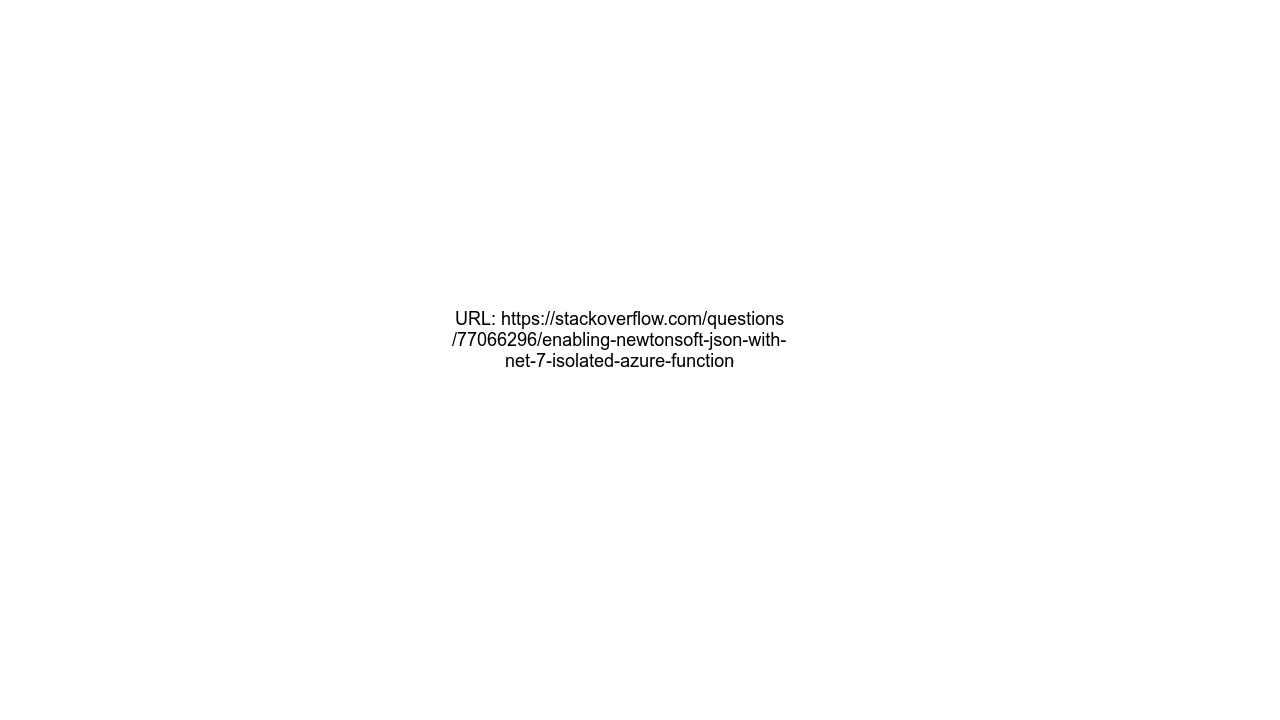 URL: https://stackoverflow.com/questions
/77066296/enabling-newtonsoft-json-with-
net-7-isolated-azure-function